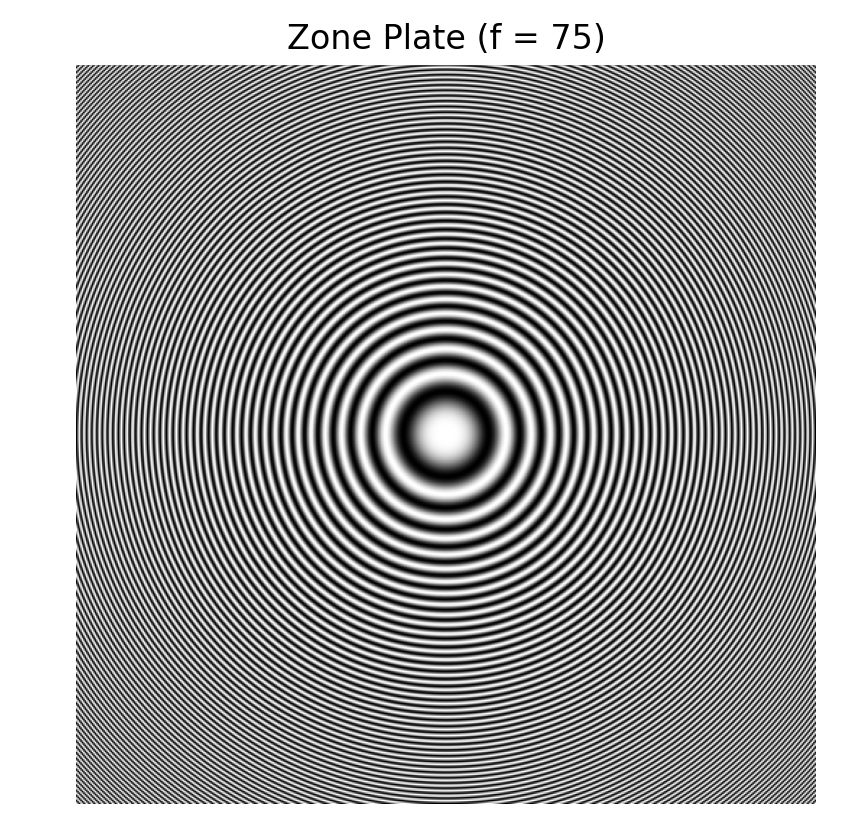 Zone Plate (f = 75)